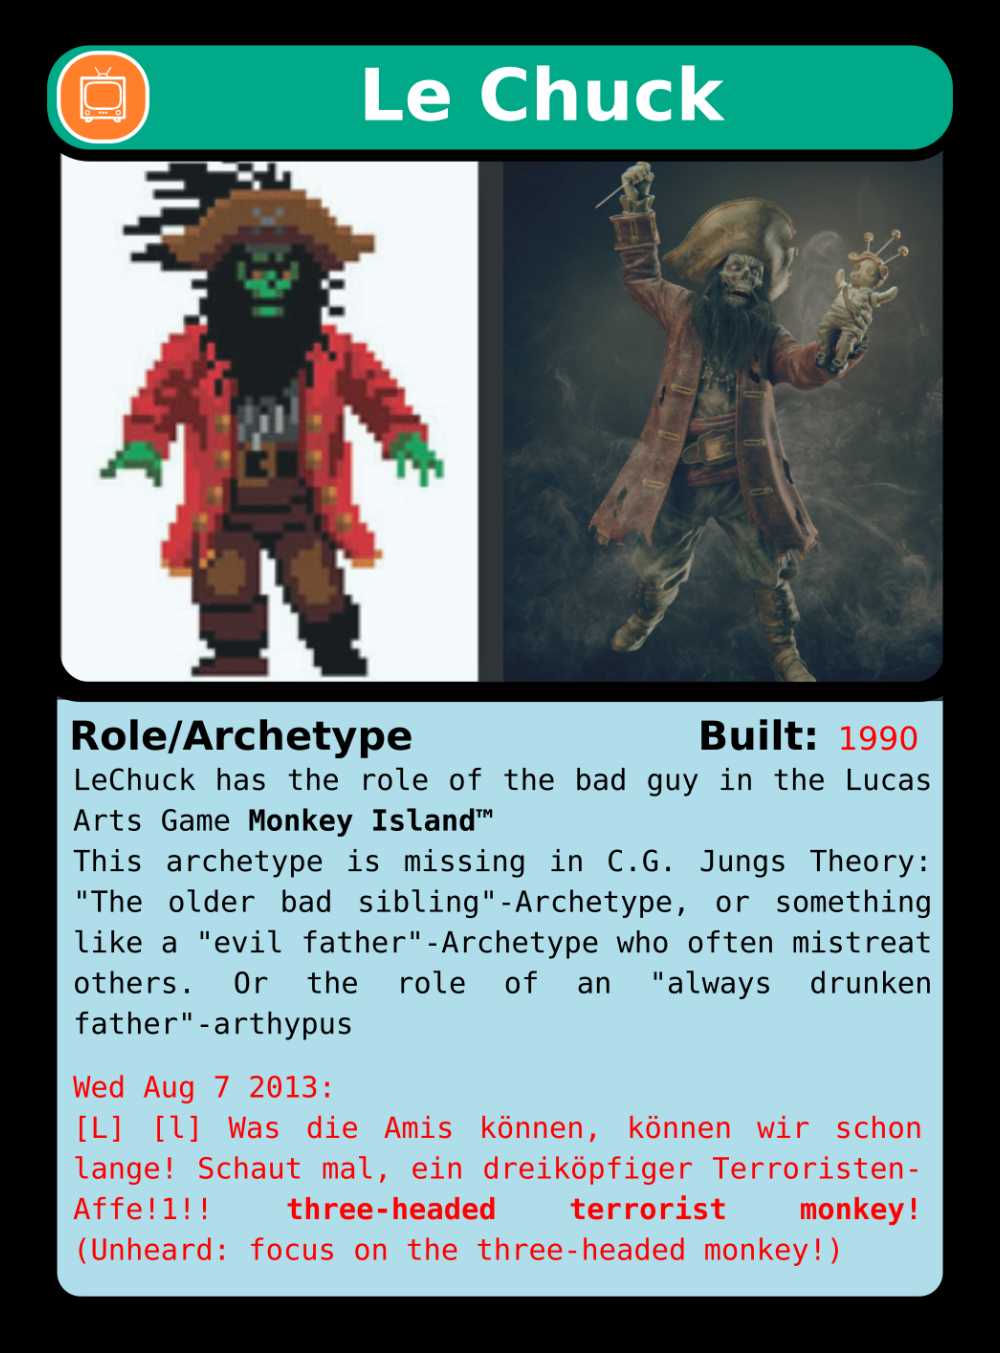 Le Chuck
Role/Archetype Built: 1990
LeChuck has the role of the bad guy in the Lucas
Arts Game Monkey Island™
This archetype is missing in C.G. Jungs Theory:
"The older bad sibling"-Archetype, or something
like a "evil father"-Archetype who often mistreat
others. Or the role of an "always drunken
father"-arthypus
Wed Aug 7 2013:
[L] [l] Was die Amis können, können wir schon
lange! Schaut mal, ein dreiköpfiger Terroristen-
Affe!1!! three-headed terrorist monkey!
(Unheard: focus on the three-headed monkey!)